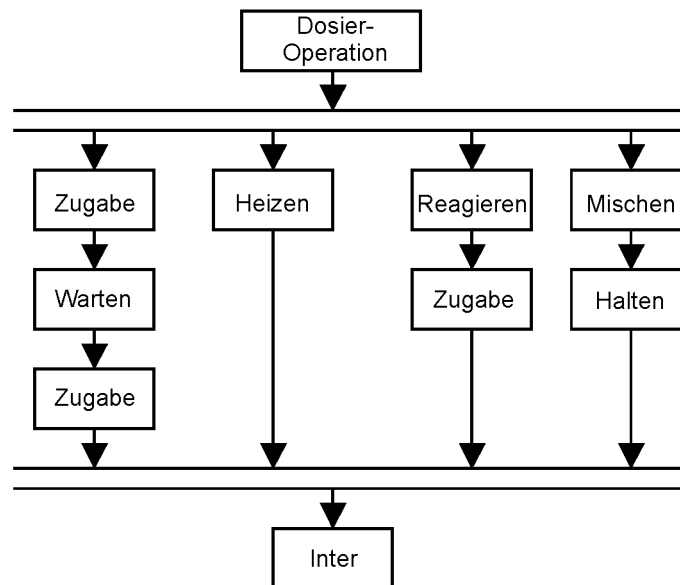 Dosier-
Operation
Zugabe
Heizen
Reagieren
Mischen
Warten
Zugabe
Halten
Zugabe
Inter